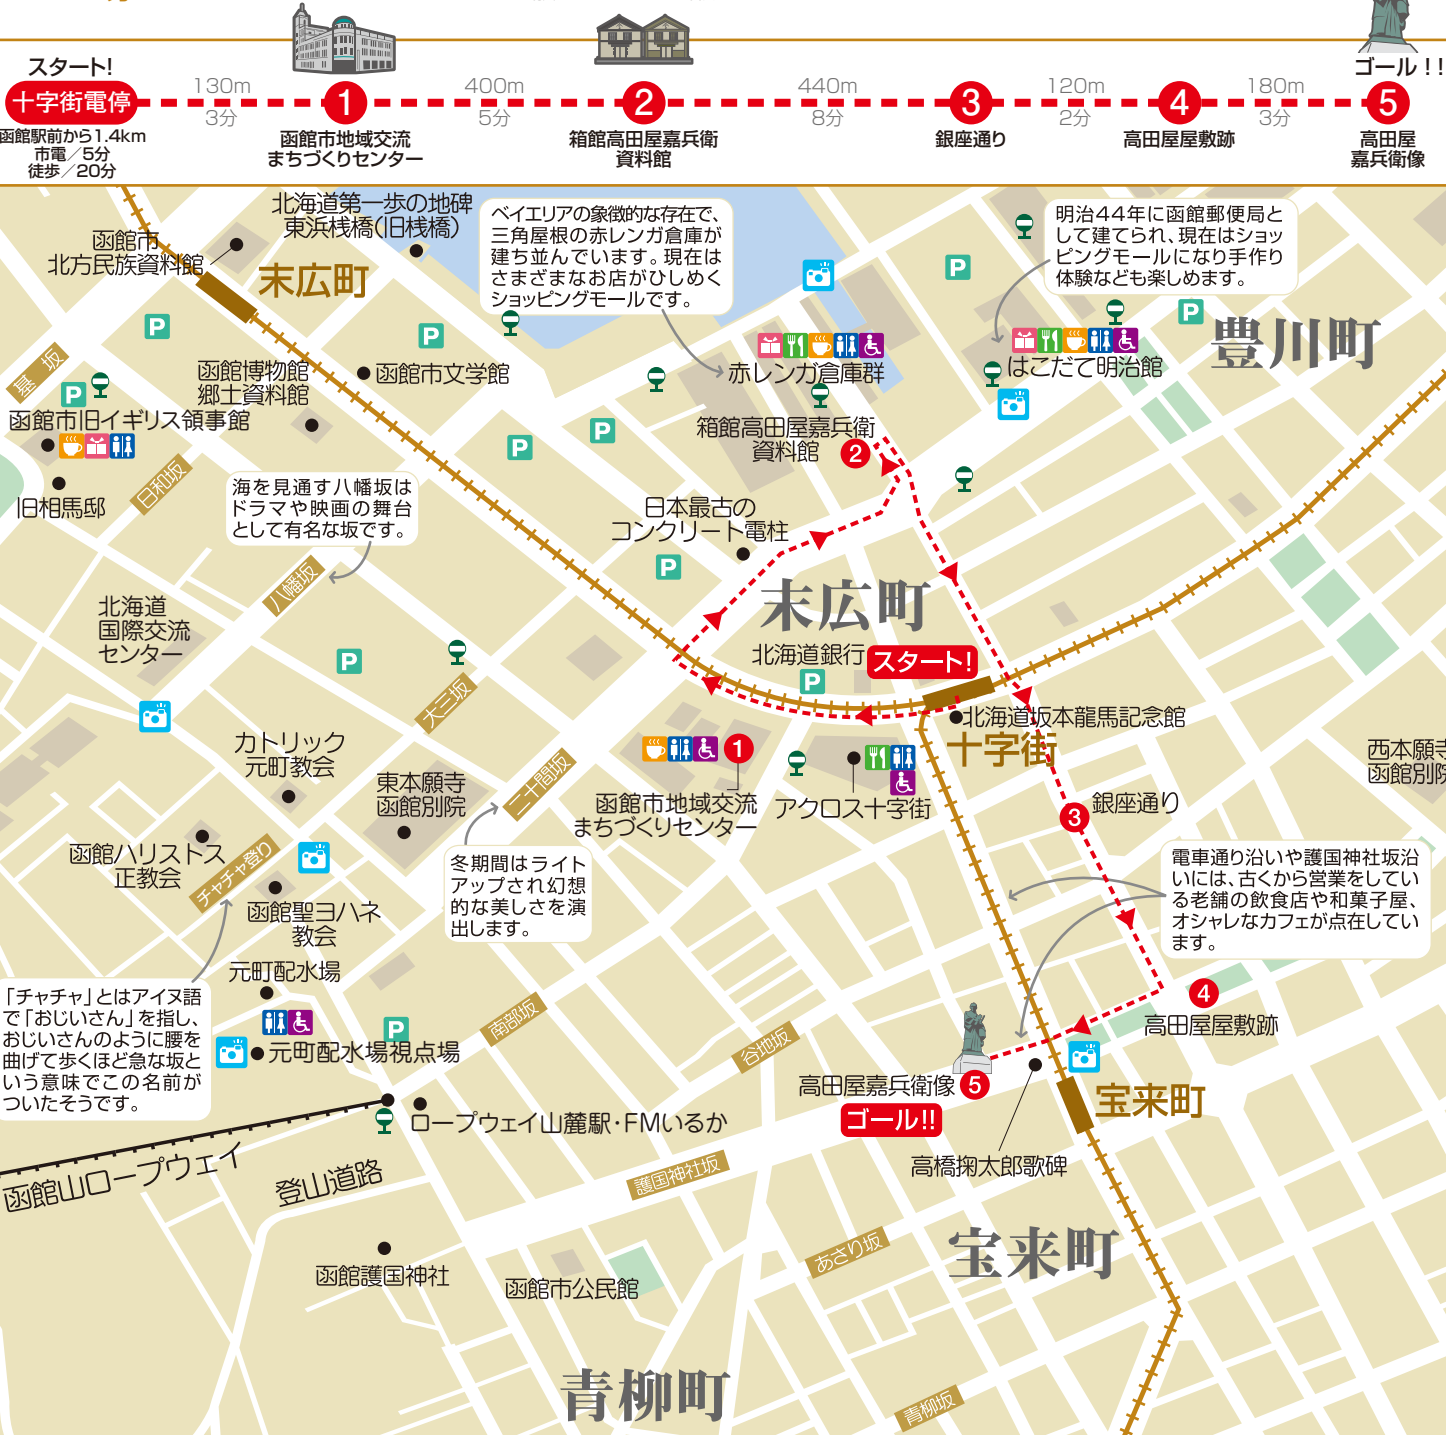 スタート!
十字街電停
函館駅前から1.4km
市電／5分
徒歩／20分
130m
3分
1
函館市地域交流
まちづくりセンター
400m
5分
2
箱館高田屋嘉兵衛
資料館
440m
8分
3
銀座通り
120m
2分
4
高田屋屋敷跡
180m
3分
ゴール!!
5
高田屋
嘉兵衛像
函館市
北方民族資料館
北海道第一歩の地碑
東浜桟橋(旧桟橋)
末広町
ベイエリアの象徴的な存在で、
三角屋根の赤レンガ倉庫が
建ち並んでいます。現在は
さまざまなお店がひしめく
ショッピングモールです。
明治44年に函館郵便局と
して建てられ、現在はショッ
ピングモールになり手作り
体験なども楽しめます。
P
P
P
P
豊川町
基坂
P
函館博物館
郷土資料館
函館市文学館
赤レンガ倉庫群
はこだて明治館
函館市旧イギリス領事館
P
P
箱館高田屋嘉兵衛
資料館
2
日和坂
旧相馬邸
海を見通す八幡坂は
ドラマや映画の舞台
として有名な坂です。
日本最古の
コンクリート電柱
P
八幡坂
末広町
北海道
国際交流
センター
P
北海道銀行
スタート!
P
大三坂
北海道坂本龍馬記念館
十字街
カトリック
元町教会
1
西本願寺
函館別院
東本願寺
函館別院
二十間坂
函館市地域交流
まちづくりセンター
アクロス十字街
3
銀座通り
函館ハリストス
正教会
チャチャ登り
冬期間はライト
アップされ幻想
的な美しさを演
出します。
電車通り沿いや護国神社坂沿
いには、古くから営業をしてい
る老舗の飲食店や和菓子屋、
オシャレなカフェが点在してい
ます。
函館聖ヨハネ
教会
元町配水場
「チャチャ」とはアイヌ語
で「おじいさん」を指し、
おじいさんのように腰を
曲げて歩くほど急な坂と
いう意味でこの名前が
ついたそうです。
4
高田屋屋敷跡
P
南部坂
谷地坂
元町配水場視点場
高田屋嘉兵衛像
5
ゴール!!
宝来町
ロープウェイ山麓駅・FMいるか
函館山ロープウェイ
登山道路
護国神社坂
高橋掬太郎歌碑
宝来町
あさり坂
函館護国神社
函館市公民館
青柳町
青柳坂